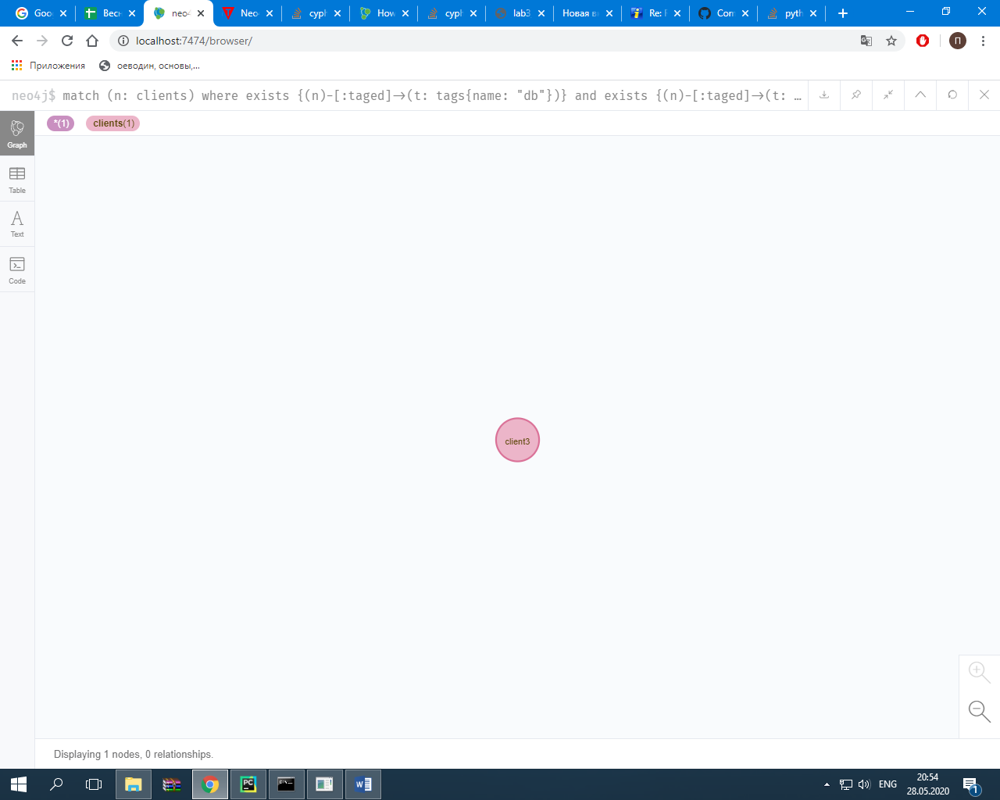 Goo
Весн
neo4
Neo
cyph
How
cyph
lab3
Новая в
Re: F
Com
pyth
localhost:7474/browser/
П
Приложения
оеводин, основы,...
neo4j$ match (n: clients) where exists {(n)-[:taged]->(t: tags{name: "db"})} and exists {(n)-[:taged]->(t: …
*(1) clients(1)
Graph
Table
Text
Code
client3
Displaying 1 nodes, 0 relationships.
PC
ENG
20:54
28.05.2020
1